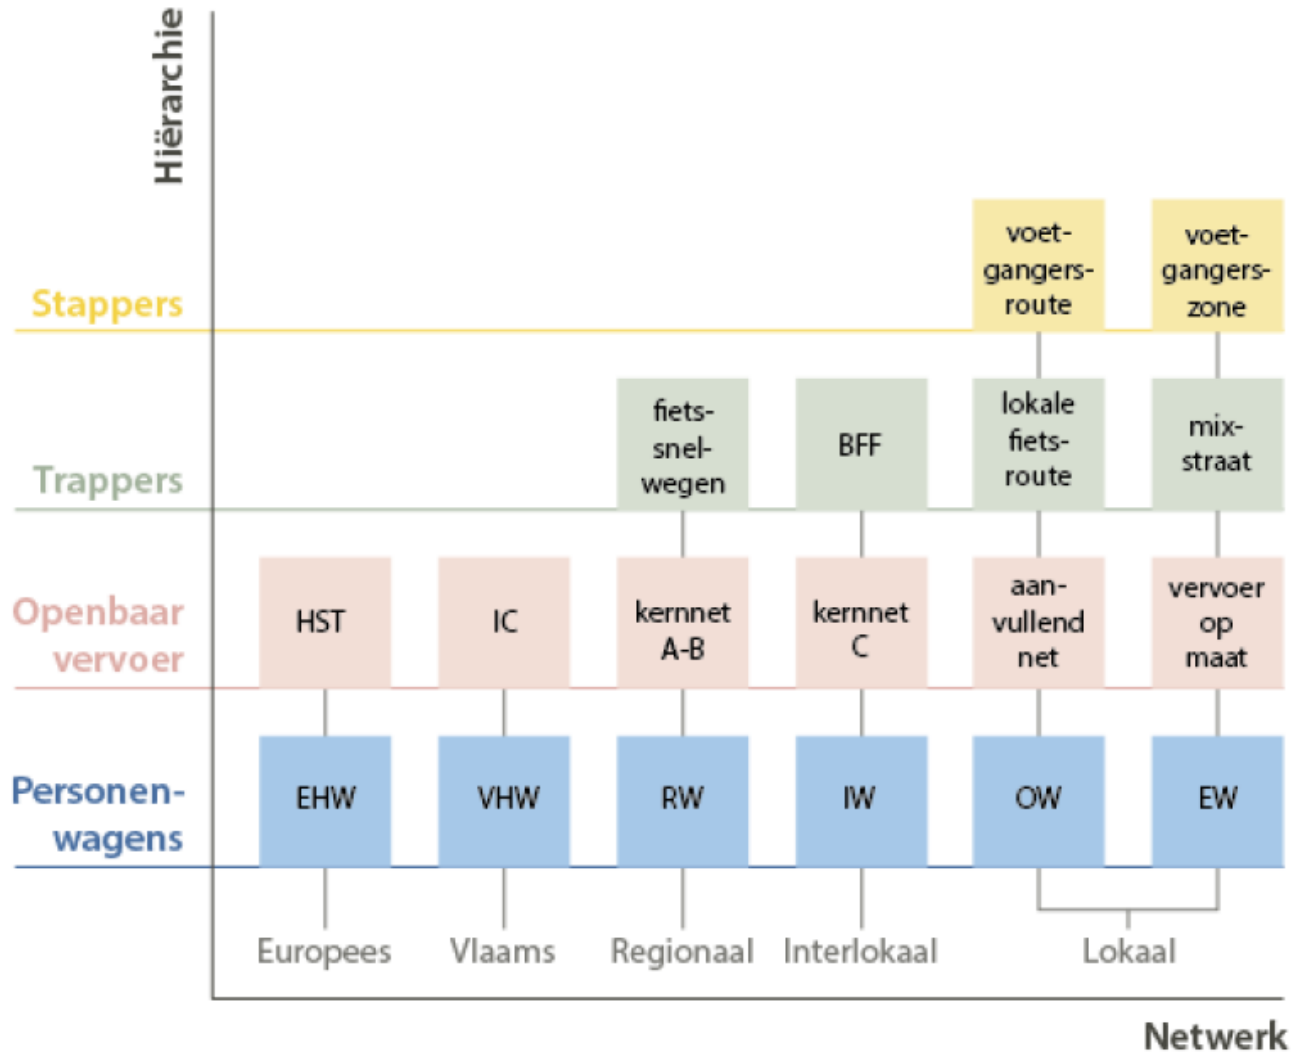 Hiërarchie
Stappers
voet-
gangers-
route
voet-
gangers-
zone
Trappers
fiets-
snel-
wegen
BFF
lokale
fiets-
route
mix-
straat
Openbaar
vervoer
HST
IC
kernnet
A-B
kernnet
C
aan-
vullend
net
vervoer
op
maat
Personen-
wagens
EHW
VHW
RW
IW
OW
EW
Europees
Vlaams
Regionaal
Interlokaal
Lokaal
Netwerk